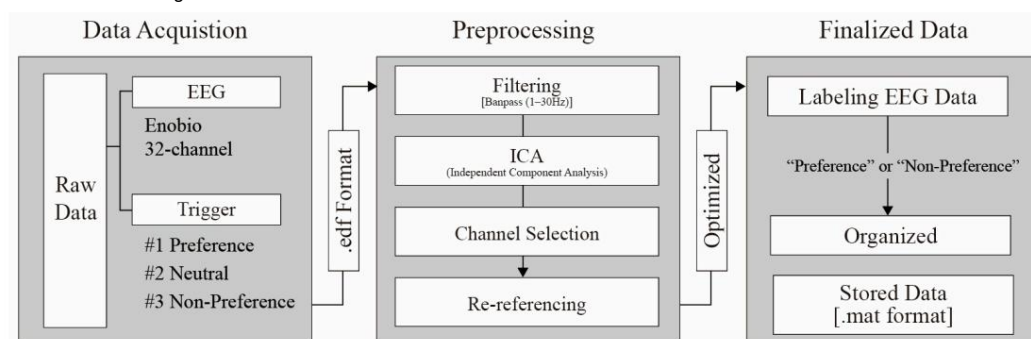 Data Acquistion
Raw
Data
EEG
Enobio
32-channel
Trigger
#1 Preference
#2 Neutral
#3 Non-Preference
.edf Format
Preprocessing
Filtering
[Banpass (1–30Hz)]
ICA
(Independent Component Analysis)
Channel Selection
Re-referencing
Optimized
Finalized Data
Labeling EEG Data
“Preference” or “Non-Preference”
Organized
Stored Data
[.mat format]